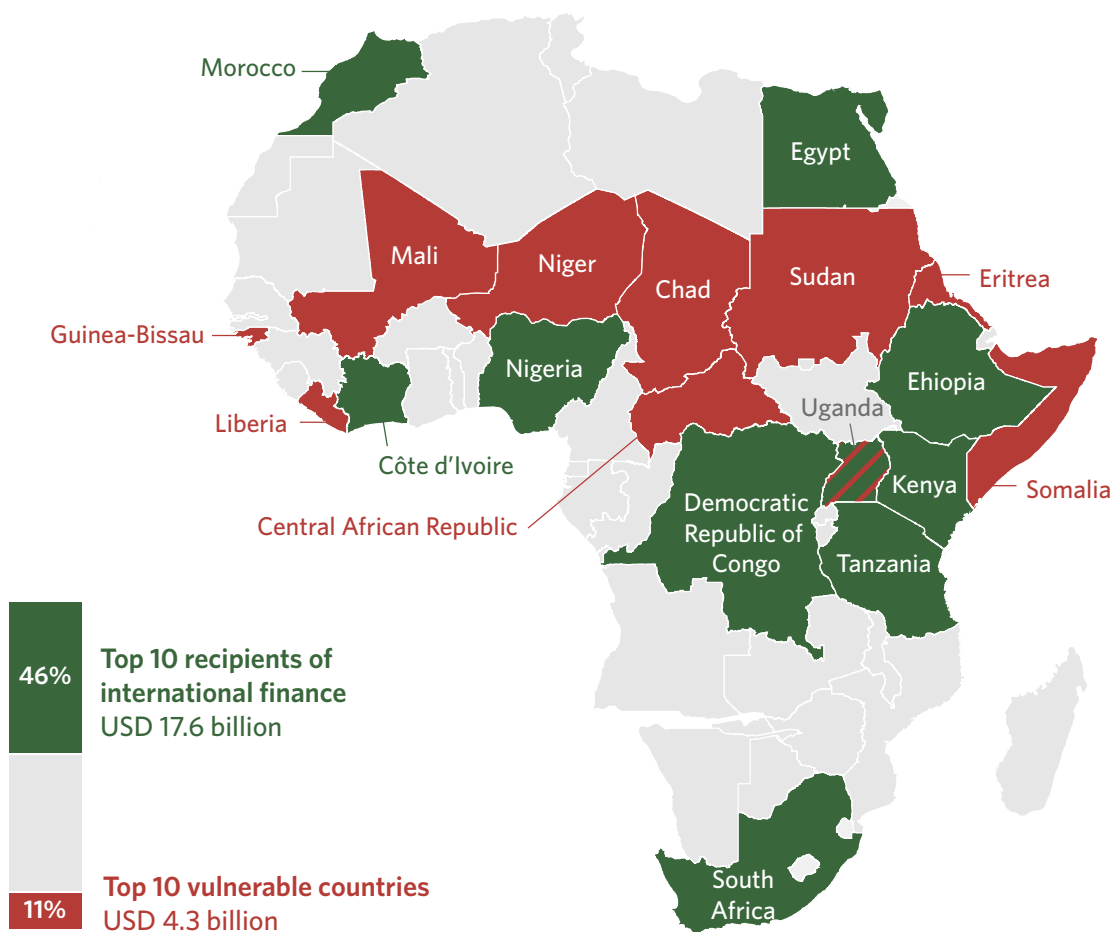 Morocco
Egypt
Mali
Niger
Chad
Sudan
Eritrea
Guinea-Bissau
Nigeria
Ehiopia
Uganda
Liberia
Côte d'Ivoire
Kenya
Somalia
Central African Republic
Democratic
Republic of
Congo
Tanzania
46%
Top 10 recipients of
international finance
USD 17.6 billion
11%
Top 10 vulnerable countries
USD 4.3 billion
South
Africa